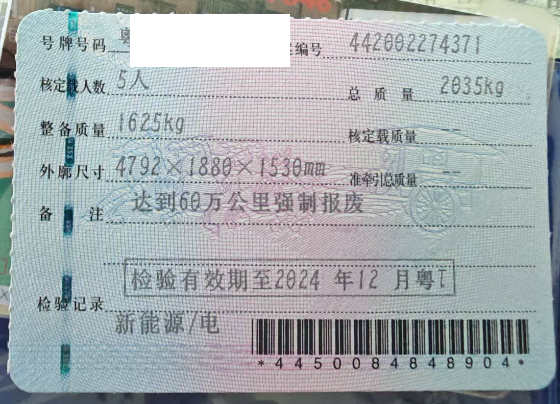 号牌号码 粤 编号 442002274371
核定载人数 5人 总质量 2035kg
整备质量 1625kg 核定载质量 --
外廓尺寸 4792×1880×1530mm 准牵引总质量 --
备注 达到60万公里强制报废
检验有效期至2024 年12 月粤T
检验记录
新能源/电
*4450084848904*